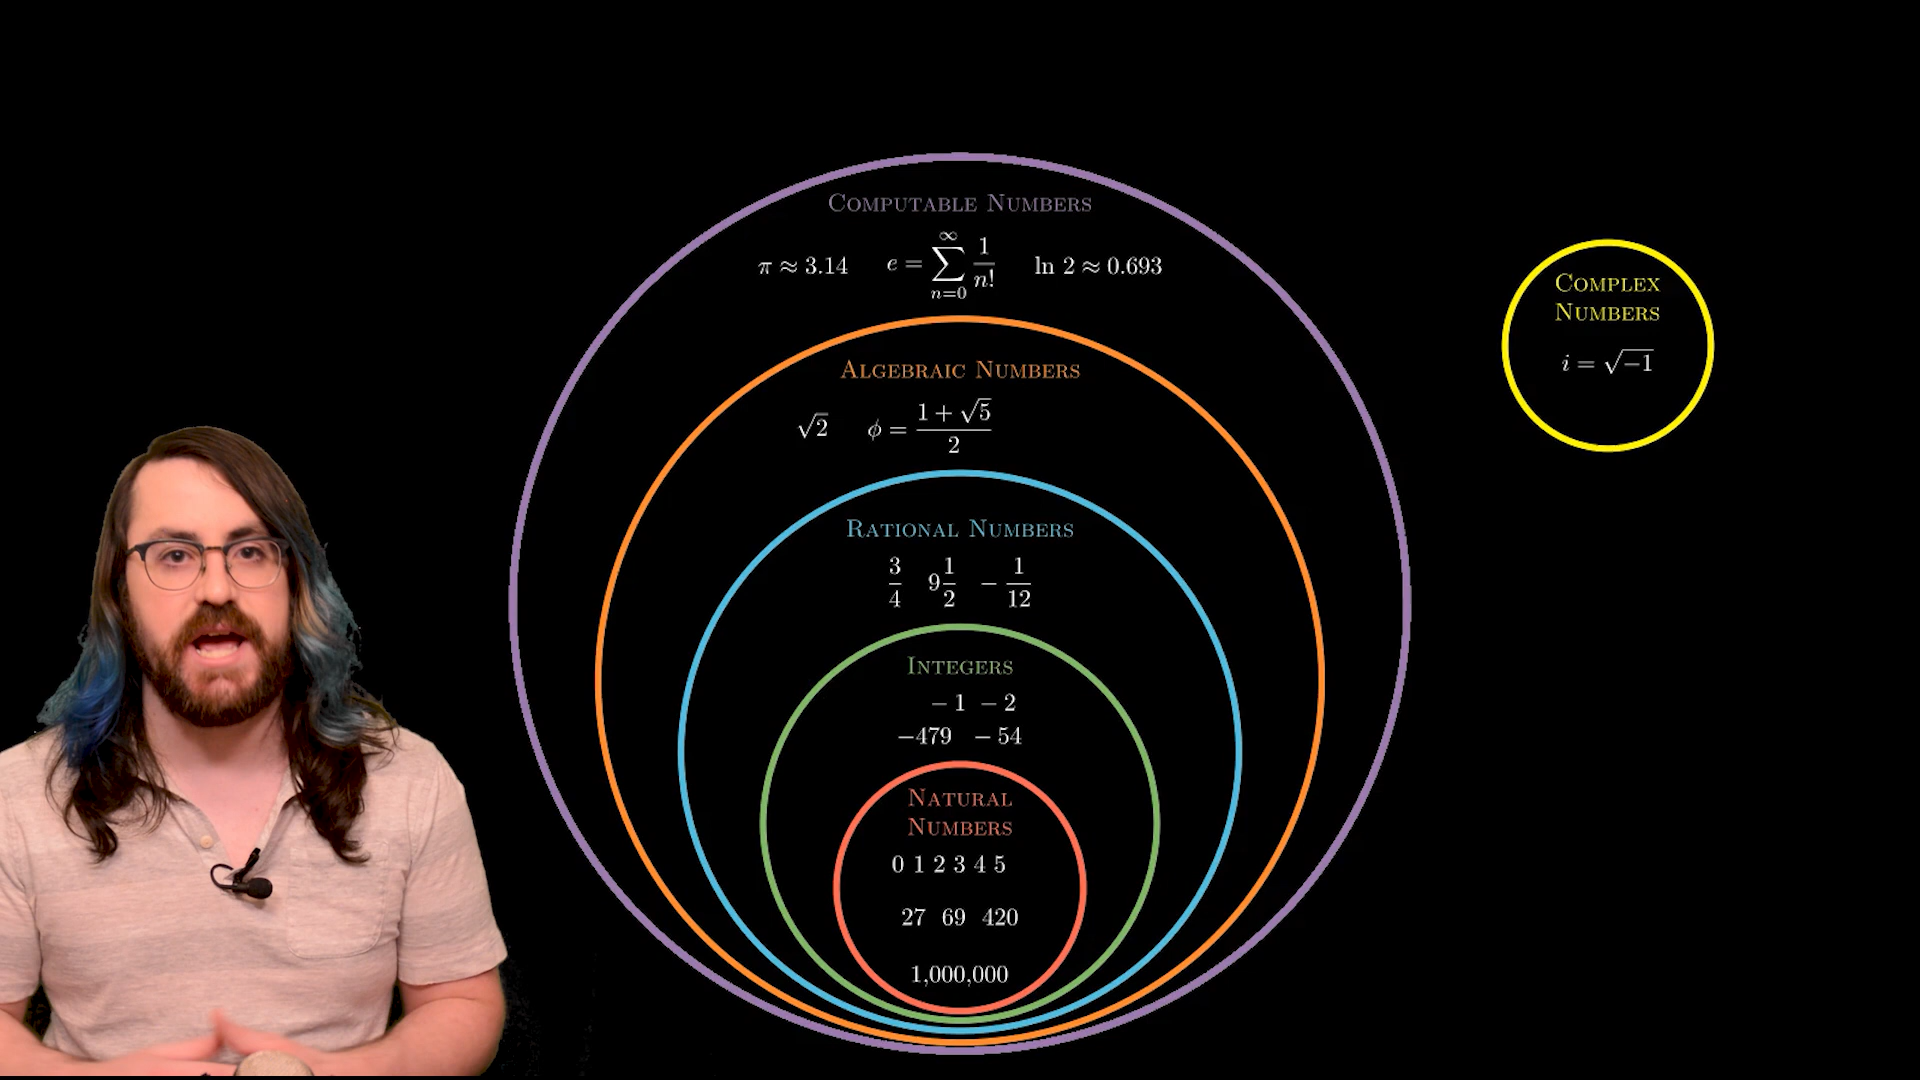 COMPUTABLE NUMBERS
π ≈ 3.14 e = ∑_{n=0}^{∞} 1/n! ln 2 ≈ 0.693
ALGEBRAIC NUMBERS
√2 ϕ = (1 + √5)/2
RATIONAL NUMBERS
3/4 9 1/2 − 1/12
INTEGERS
− 1 − 2
−479 − 54
NATURAL
NUMBERS
0 1 2 3 4 5
27 69 420
1,000,000
COMPLEX
NUMBERS
i = √−1